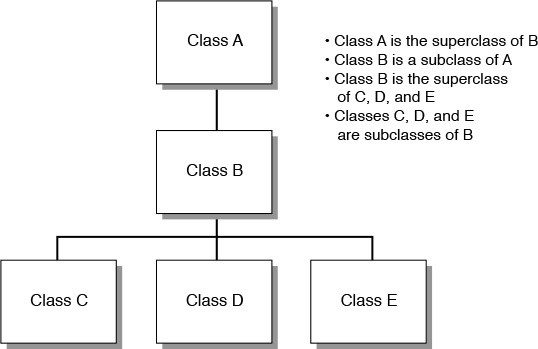 Class A
• Class A is the superclass of B
• Class B is a subclass of A
• Class B is the superclass
of C, D, and E
• Classes C, D, and E
are subclasses of B
Class B
Class C
Class D
Class E